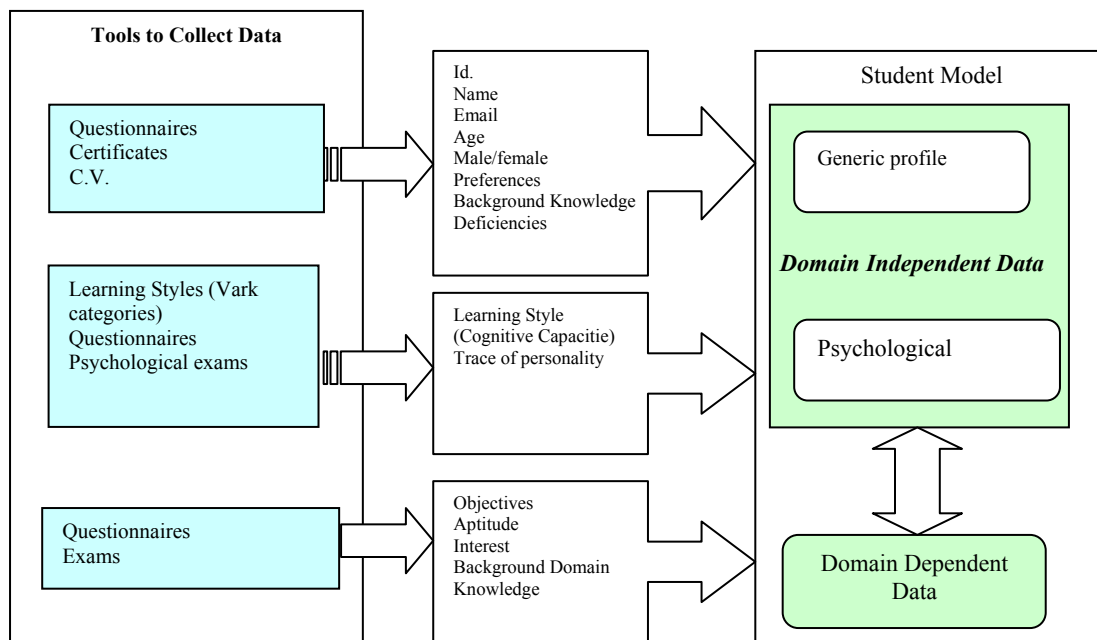 Tools to Collect Data
Questionnaires
Certificates
C.V.
Learning Styles (Vark
categories)
Questionnaires
Psychological exams
Questionnaires
Exams
Id.
Name
Email
Age
Male/female
Preferences
Background Knowledge
Deficiencies
Learning Style
(Cognitive Capacitie)
Trace of personality
Objectives
Aptitude
Interest
Background Domain
Knowledge
Student Model
Generic profile
Domain Independent Data
Psychological
Domain Dependent
Data